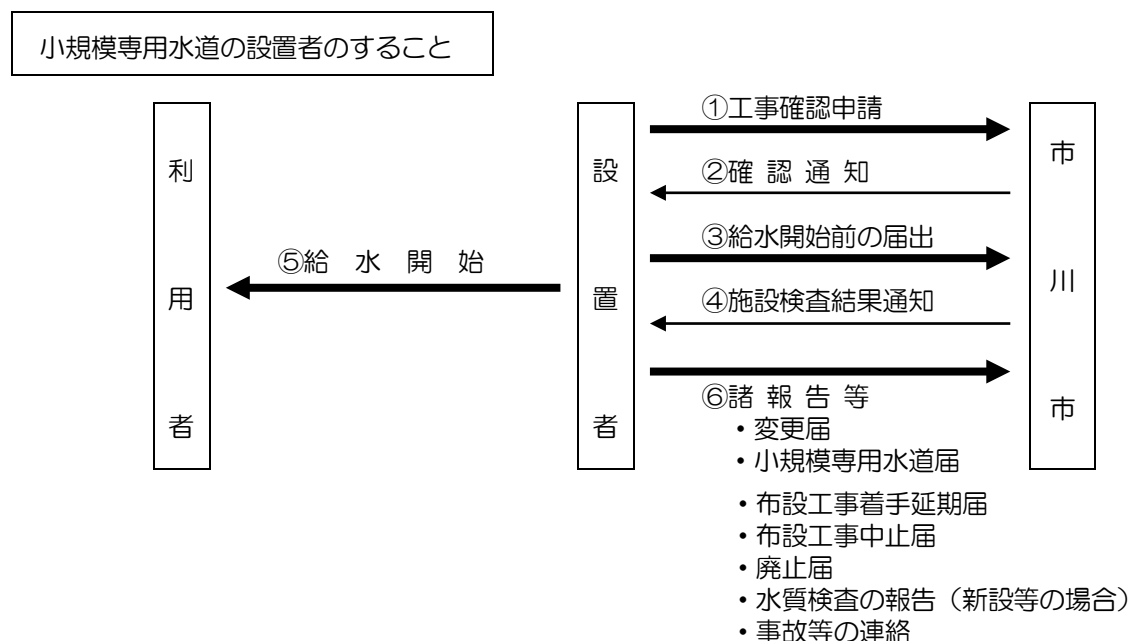 小規模専用水道の設置者のすること
利用者
設置者
市川市
①工事確認申請
②確認通知
③給水開始前の届出
④施設検査結果通知
⑤給水開始
⑥諸報告等
・変更届
・小規模専用水道届
・布設工事着手延期届
・布設工事中止届
・廃止届
・水質検査の報告（新設等の場合）
・事故等の連絡